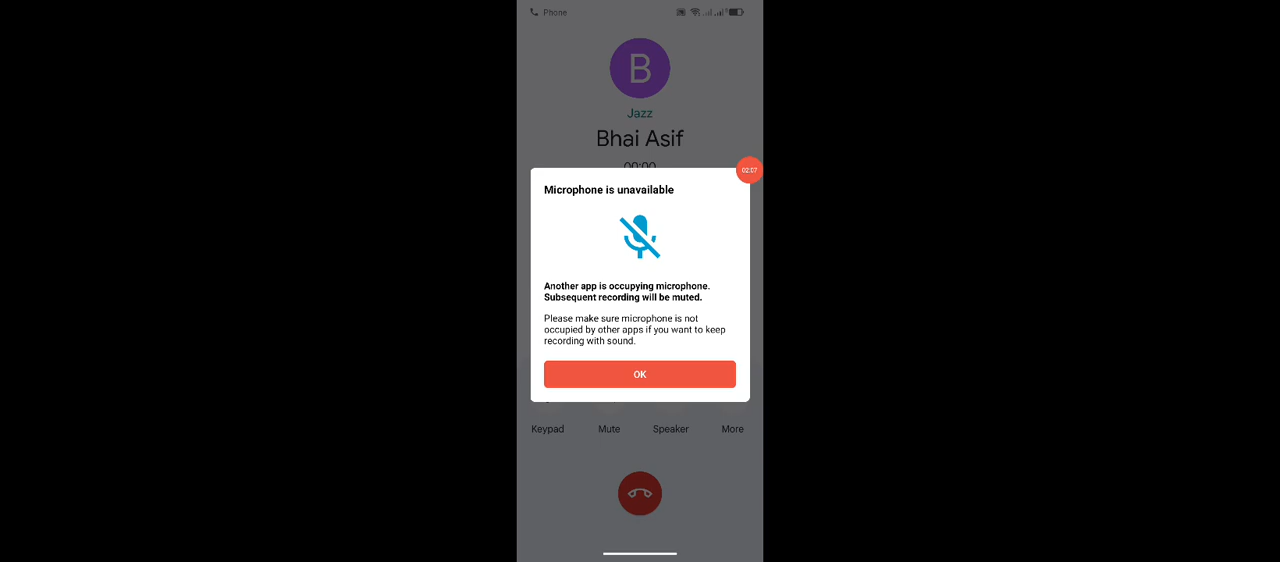 Phone
B
Jazz
Bhai Asif
00:00
02:07
Microphone is unavailable
Another app is occupying microphone.
Subsequent recording will be muted.
Please make sure microphone is not
occupied by other apps if you want to keep
recording with sound.
OK
Keypad Mute Speaker More